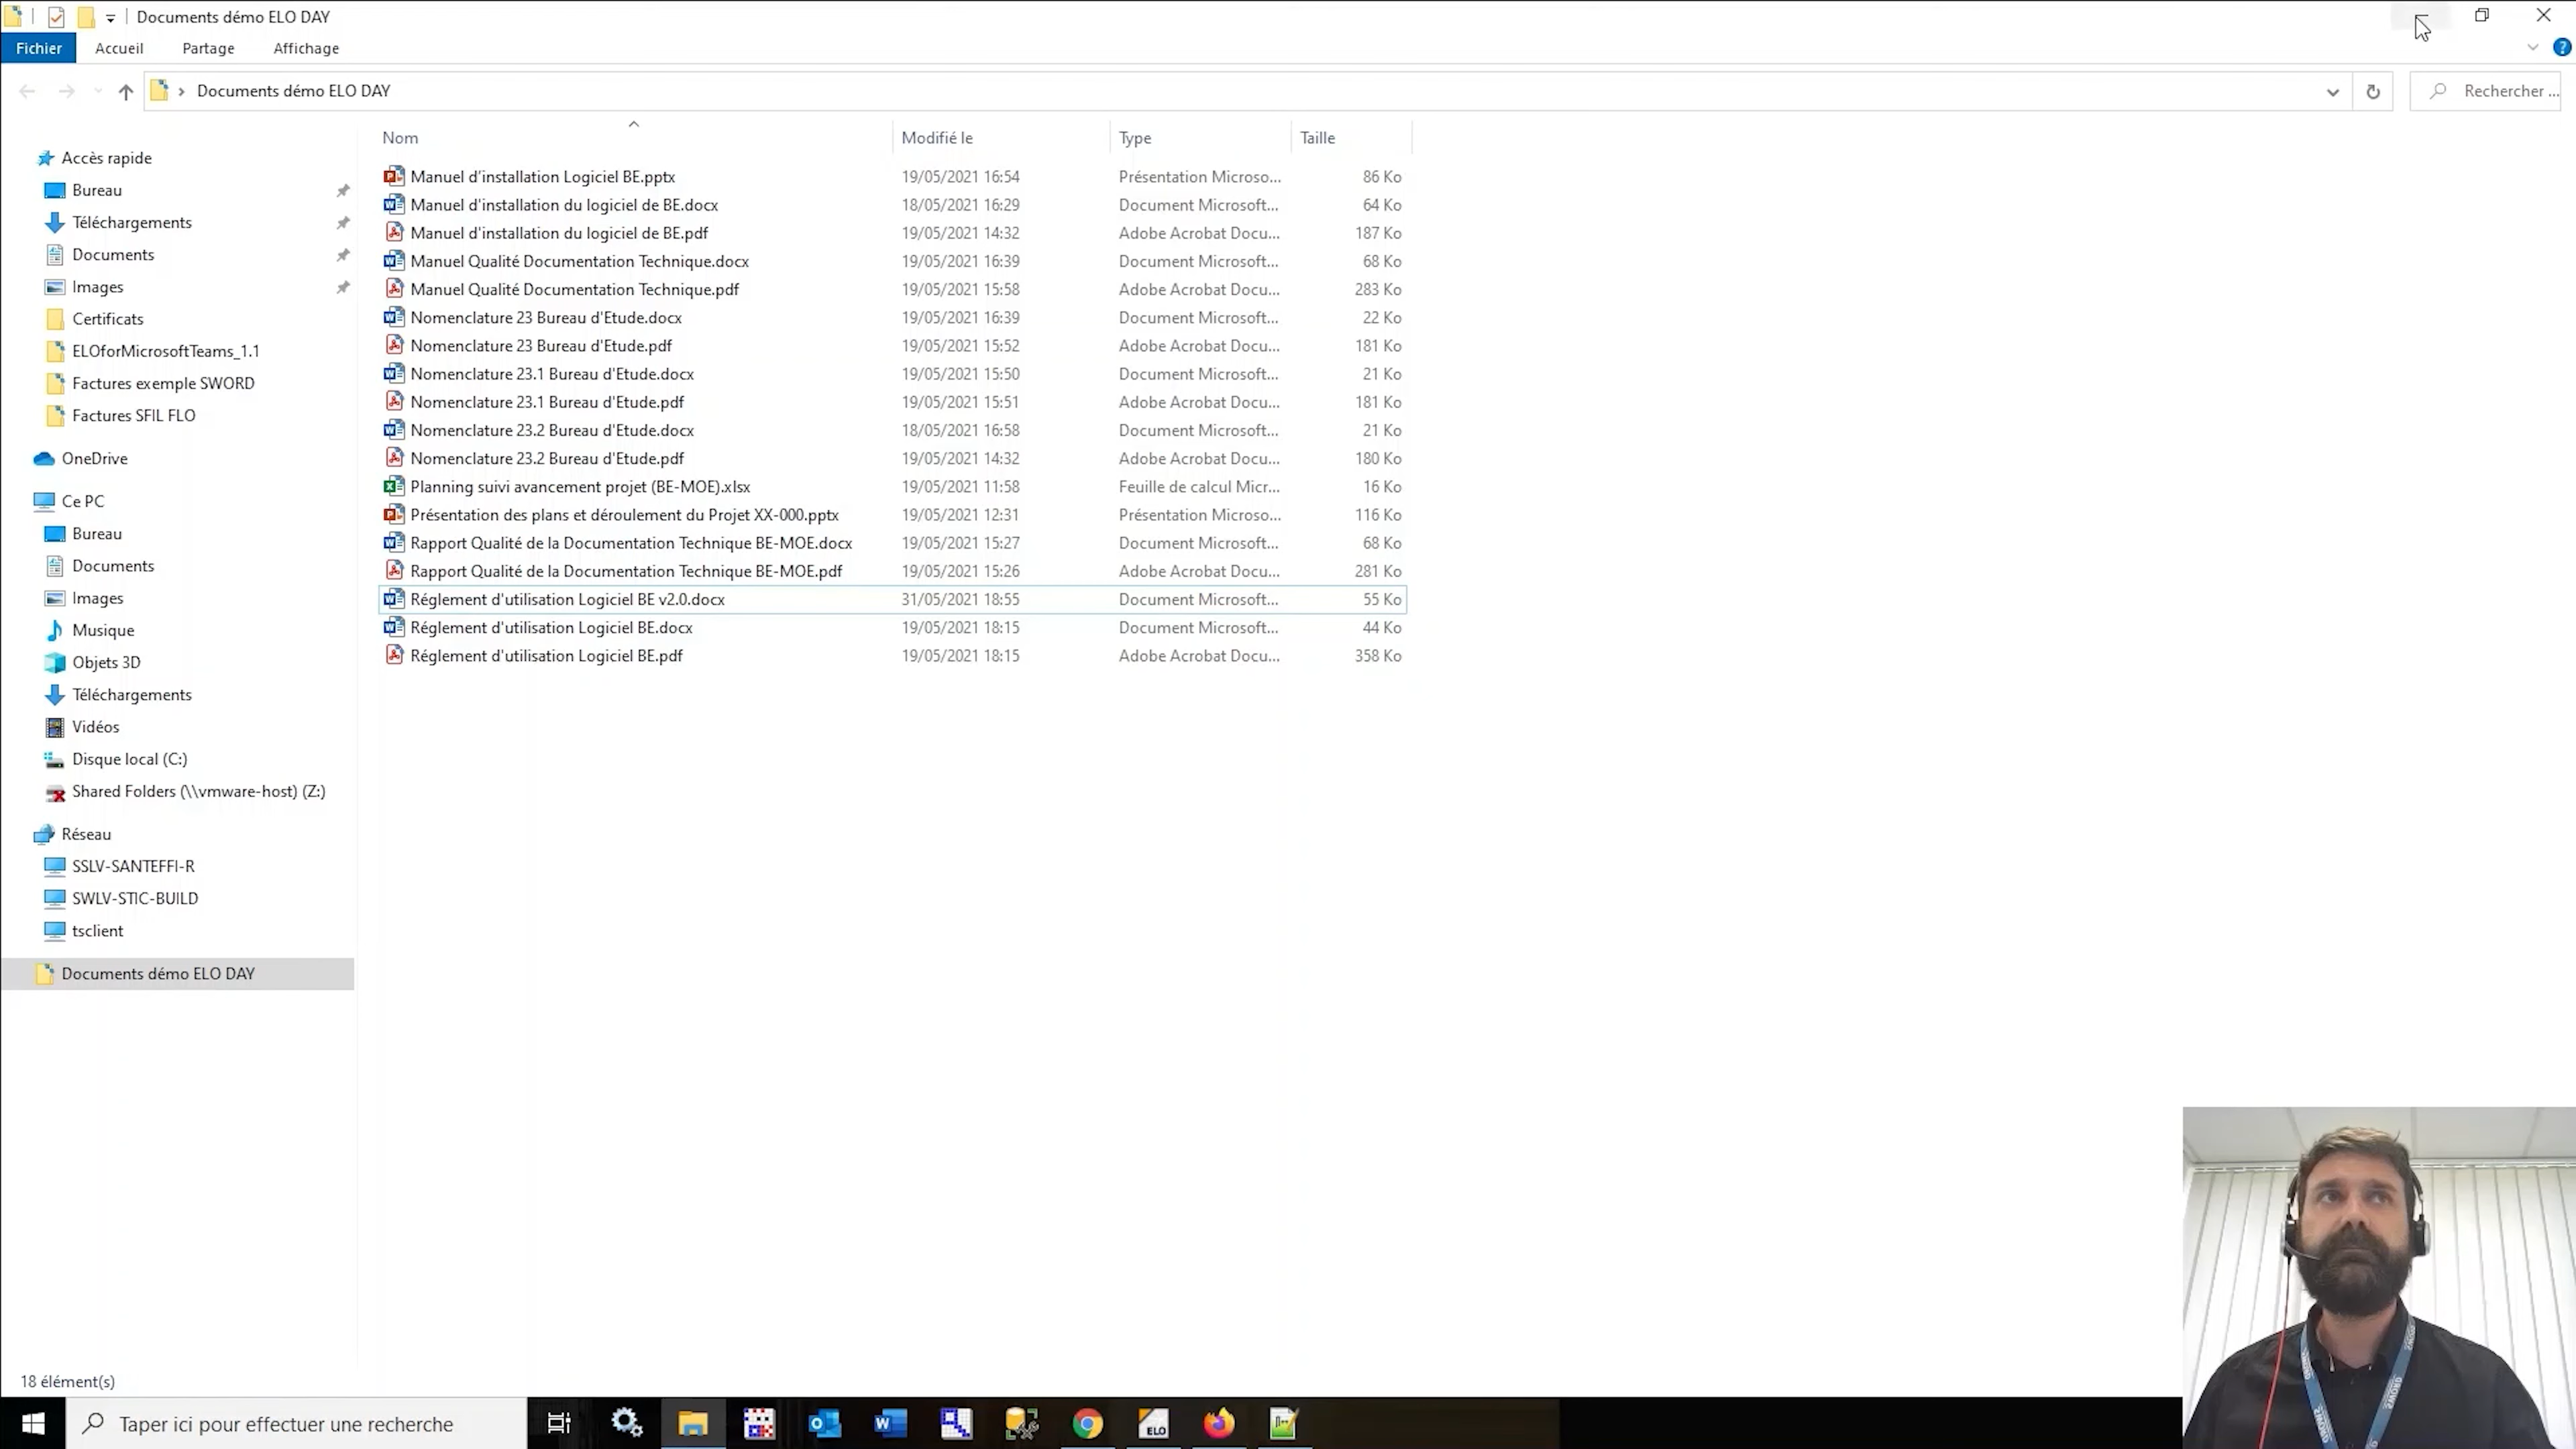 Documents démo ELO DAY
Fichier Accueil Partage Affichage
Documents démo ELO DAY Rechercher ...
Nom Modifié le Type Taille
Accès rapide
Bureau
Téléchargements
Documents
Images
Certificats
ELOforMicrosoftTeams_1.1
Factures exemple SWORD
Factures SFIL FLO
OneDrive
Ce PC
Bureau
Documents
Images
Musique
Objets 3D
Téléchargements
Vidéos
Disque local (C:)
Shared Folders (\\vmware-host) (Z:)
Réseau
SSLV-SANTEFFI-R
SWLV-STIC-BUILD
tsclient
Documents démo ELO DAY
Manuel d'installation Logiciel BE.pptx 19/05/2021 16:54 Présentation Microso... 86 Ko
Manuel d'installation du logiciel de BE.docx 18/05/2021 16:29 Document Microsoft... 64 Ko
Manuel d'installation du logiciel de BE.pdf 19/05/2021 14:32 Adobe Acrobat Docu... 187 Ko
Manuel Qualité Documentation Technique.docx 19/05/2021 16:39 Document Microsoft... 68 Ko
Manuel Qualité Documentation Technique.pdf 19/05/2021 15:58 Adobe Acrobat Docu... 283 Ko
Nomenclature 23 Bureau d'Etude.docx 19/05/2021 16:39 Document Microsoft... 22 Ko
Nomenclature 23 Bureau d'Etude.pdf 19/05/2021 15:52 Adobe Acrobat Docu... 181 Ko
Nomenclature 23.1 Bureau d'Etude.docx 19/05/2021 15:50 Document Microsoft... 21 Ko
Nomenclature 23.1 Bureau d'Etude.pdf 19/05/2021 15:51 Adobe Acrobat Docu... 181 Ko
Nomenclature 23.2 Bureau d'Etude.docx 18/05/2021 16:58 Document Microsoft... 21 Ko
Nomenclature 23.2 Bureau d'Etude.pdf 19/05/2021 14:32 Adobe Acrobat Docu... 180 Ko
Planning suivi avancement projet (BE-MOE).xlsx 19/05/2021 11:58 Feuille de calcul Micr... 16 Ko
Présentation des plans et déroulement du Projet XX-000.pptx 19/05/2021 12:31 Présentation Microso... 116 Ko
Rapport Qualité de la Documentation Technique BE-MOE.docx 19/05/2021 15:27 Document Microsoft... 68 Ko
Rapport Qualité de la Documentation Technique BE-MOE.pdf 19/05/2021 15:26 Adobe Acrobat Docu... 281 Ko
Réglement d'utilisation Logiciel BE v2.0.docx 31/05/2021 18:55 Document Microsoft... 55 Ko
Réglement d'utilisation Logiciel BE.docx 19/05/2021 18:15 Document Microsoft... 44 Ko
Réglement d'utilisation Logiciel BE.pdf 19/05/2021 18:15 Adobe Acrobat Docu... 358 Ko
18 élément(s)
Taper ici pour effectuer une recherche
ELO